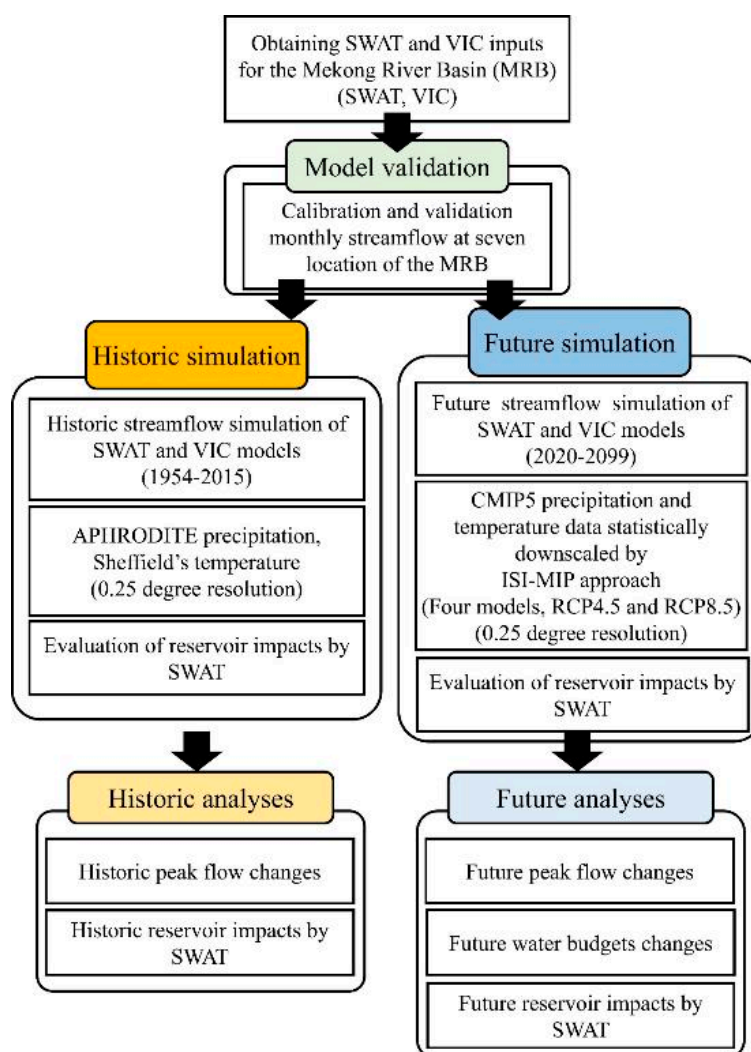 Obtaining SWAT and VIC inputs
for the Mekong River Basin (MRB)
(SWAT, VIC)
Model validation
Calibration and validation
monthly streamflow at seven
location of the MRB
Historic simulation
Historic streamflow simulation of
SWAT and VIC models
(1954-2015)
APHRODITE precipitation,
Sheffield's temperature
(0.25 degree resolution)
Evaluation of reservoir impacts by
SWAT
Historic analyses
Historic peak flow changes
Historic reservoir impacts by
SWAT
Future simulation
Future streamflow simulation of
SWAT and VIC models
(2020-2099)
CMIP5 precipitation and
temperature data statistically
downscaled by
ISI-MIP approach
(Four models, RCP4.5 and RCP8.5)
(0.25 degree resolution)
Evaluation of reservoir impacts by
SWAT
Future analyses
Future peak flow changes
Future water budgets changes
Future reservoir impacts by
SWAT